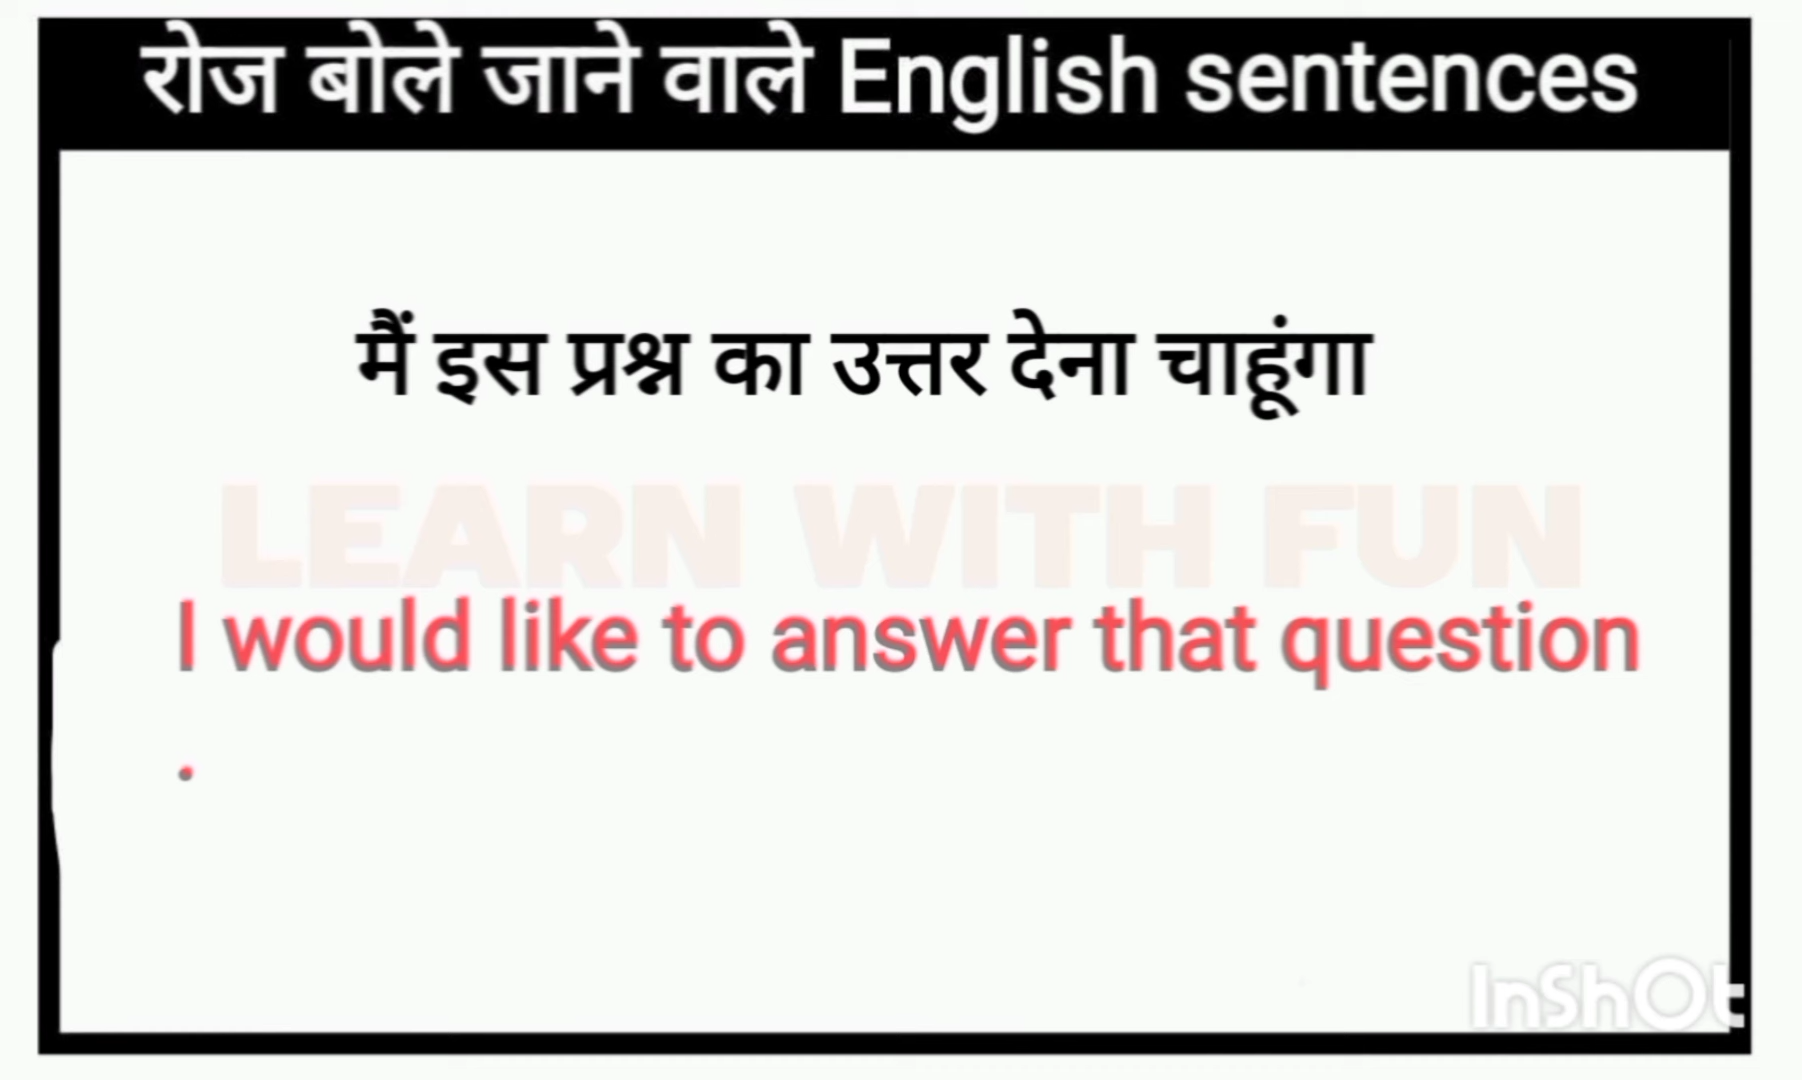 रोज बोले जाने वाले English sentences
मैं इस प्रश्न का उत्तर देना चाहूंगा
LEARN WITH FUN
I would like to answer that question
.
InShOt